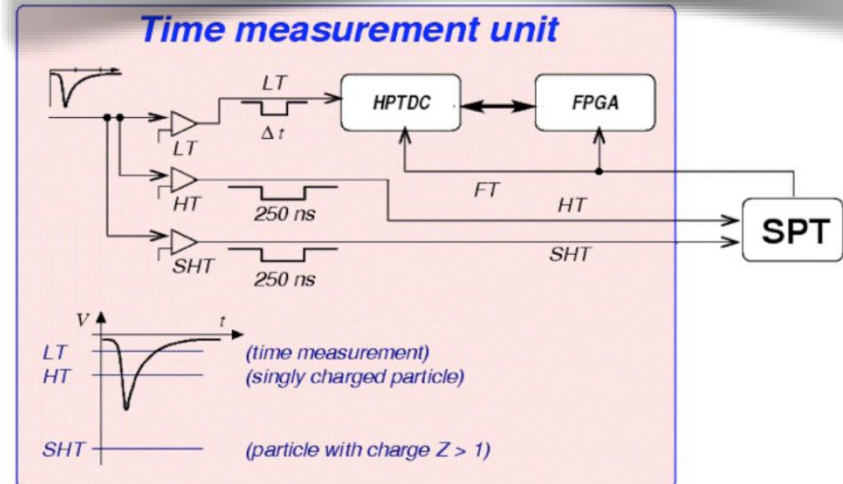 Time measurement unit
LT
HPTDC
FPGA
Δ t
LT
FT
HT
HT
250 ns
SPT
SHT
SHT
250 ns
V
t
LT
(time measurement)
HT
(singly charged particle)
SHT
(particle with charge Z > 1)